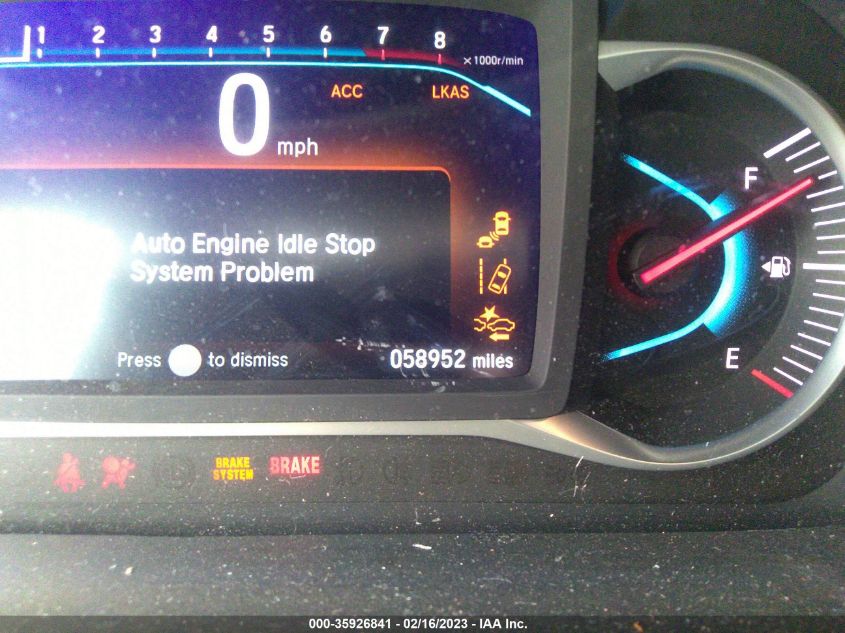 1 2 3 4 5 6 7 8
x1000r/min
0 mph
ACC LKAS
F
Auto Engine Idle Stop
System Problem
E
Press to dismiss
058952 miles
BRAKE
SYSTEM
BRAKE
000-35926841 - 02/16/2023 - IAA Inc.